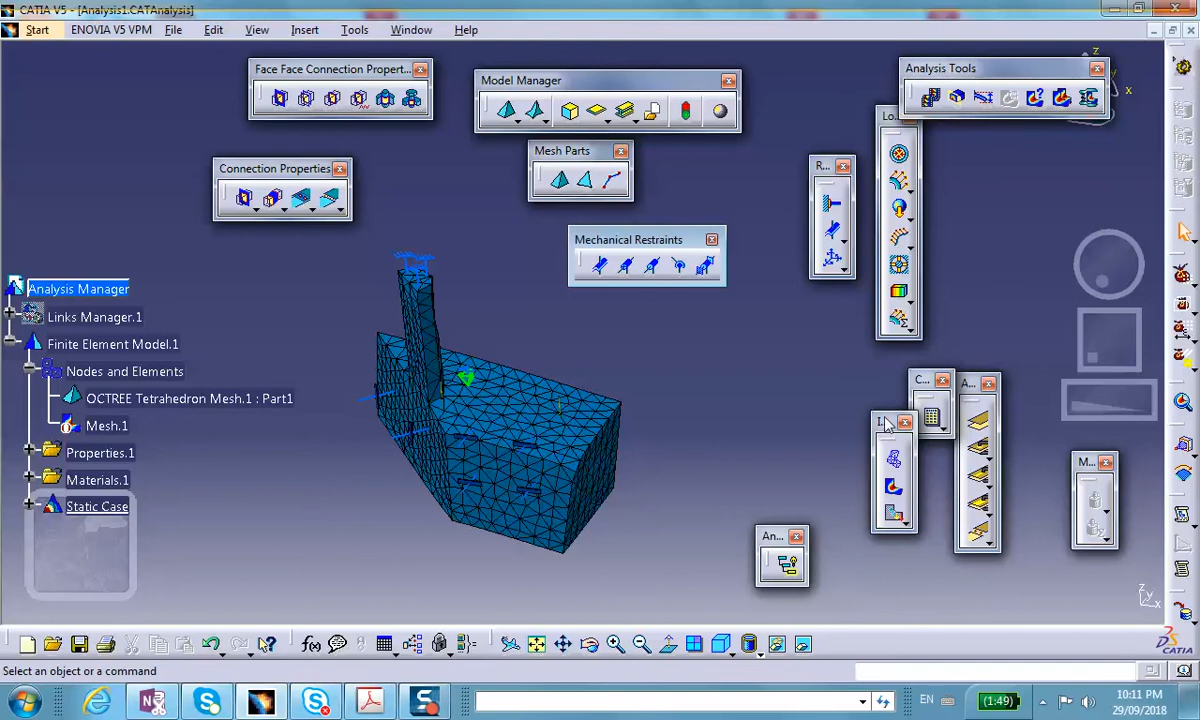 CATIA V5 - [Analysis1.CATAnalysis]
Start
ENOVIA V5 VPM
File
Edit
View
Insert
Tools
Window
Help
Face Face Connection Propert...
Model Manager
Analysis Tools
z
x
Lo...
Mesh Parts
R...
Connection Properties
Mechanical Restraints
Analysis Manager
Links Manager.1
Finite Element Model.1
Nodes and Elements
OCTREE Tetrahedron Mesh.1 : Part1
Mesh.1
Properties.1
Materials.1
Static Case
C...
A...
I...
M...
An...
z
y
x
f(x)
CATIA
Select an object or a command
EN
(1:49)
10:11 PM
29/09/2018